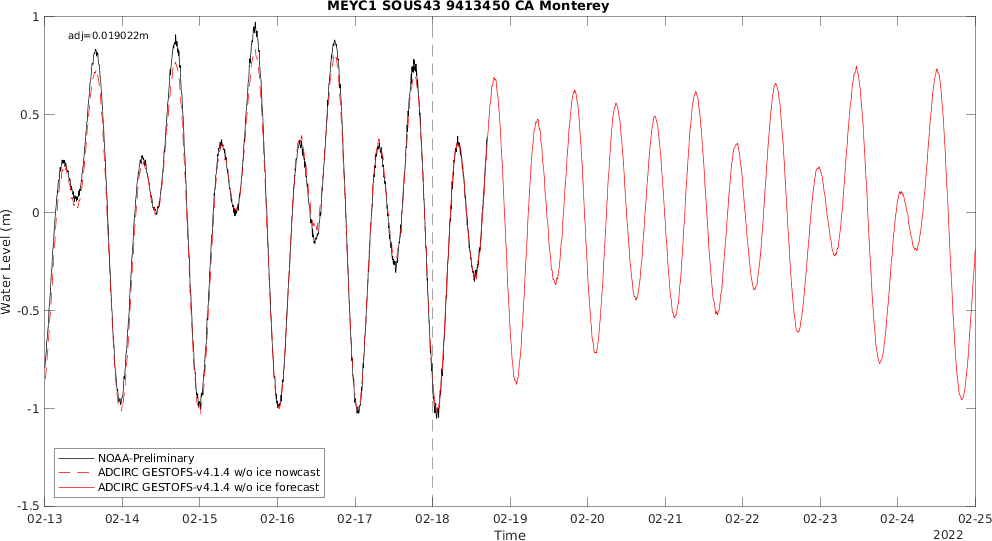 MEYC1 SOUS43 9413450 CA Monterey
adj=0.019022m
1
0.5
0
-0.5
-1
-1.5
Water Level (m)
NOAA-Preliminary
ADCIRC GESTOFS-v4.1.4 w/o ice nowcast
ADCIRC GESTOFS-v4.1.4 w/o ice forecast
02-13 02-14 02-15 02-16 02-17 02-18 02-19 02-20 02-21 02-22 02-23 02-24 02-25
Time
2022